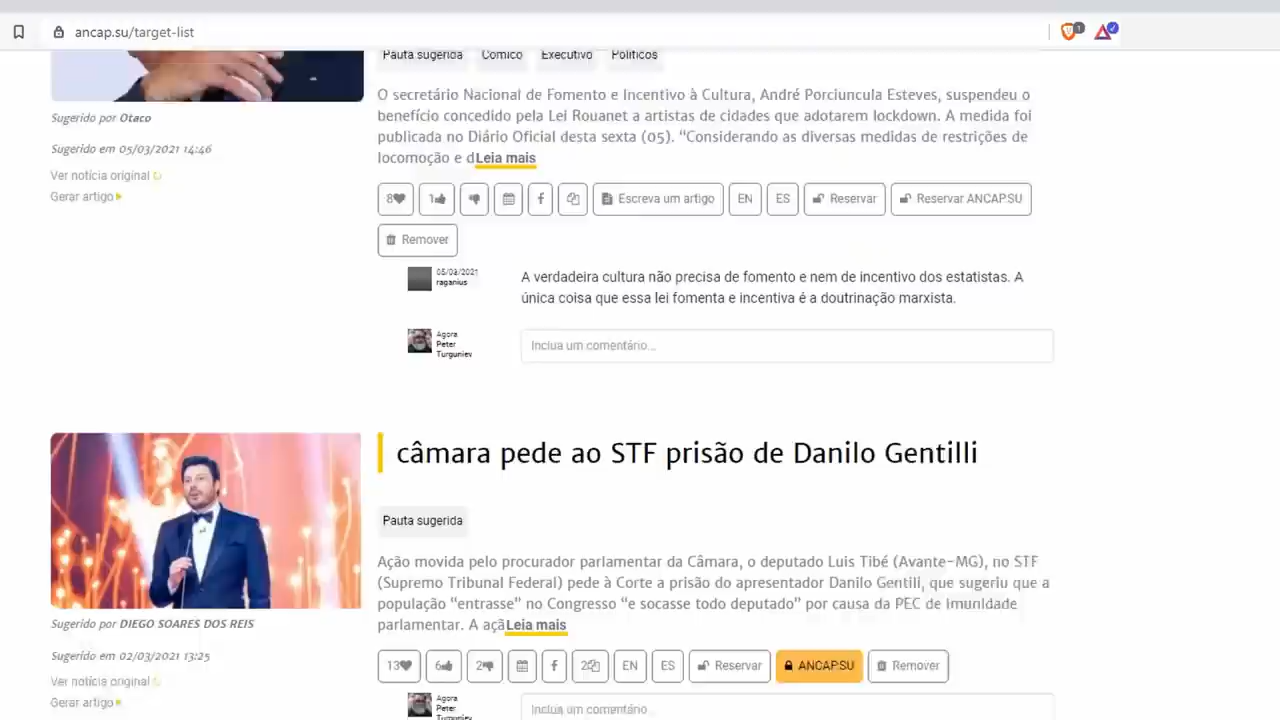 ancap.su/target-list
Pauta sugerida Cômico Executivo Políticos
O secretário Nacional de Fomento e Incentivo à Cultura, André Porciuncula Esteves, suspendeu o
benefício concedido pela Lei Rouanet a artistas de cidades que adotarem lockdown. A medida foi
publicada no Diário Oficial desta sexta (05). “Considerando as diversas medidas de restrições de
locomoção e dLeia mais
Sugerido por Otaco
Sugerido em 05/03/2021 14:46
Ver notícia original
Gerar artigo
8 1 Escreva um artigo EN ES Reservar Reservar ANCAP.SU
Remover
05/03/2021
raganius
A verdadeira cultura não precisa de fomento e nem de incentivo dos estatistas. A
única coisa que essa lei fomenta e incentiva é a doutrinação marxista.
Agora
Peter
Turguniev
Inclua um comentário...
câmara pede ao STF prisão de Danilo Gentilli
Pauta sugerida
Ação movida pelo procurador parlamentar da Câmara, o deputado Luis Tibé (Avante-MG), no STF
(Supremo Tribunal Federal) pede à Corte a prisão do apresentador Danilo Gentili, que sugeriu que a
população “entrasse” no Congresso “e socasse todo deputado” por causa da PEC de imunidade
parlamentar. A açãLeia mais
Sugerido por DIEGO SOARES DOS REIS
Sugerido em 02/03/2021 13:25
Ver notícia original
Gerar artigo
13 6 2 2 EN ES Reservar ANCAP.SU Remover
Agora
Peter
Turguniev
Inclua um comentário...